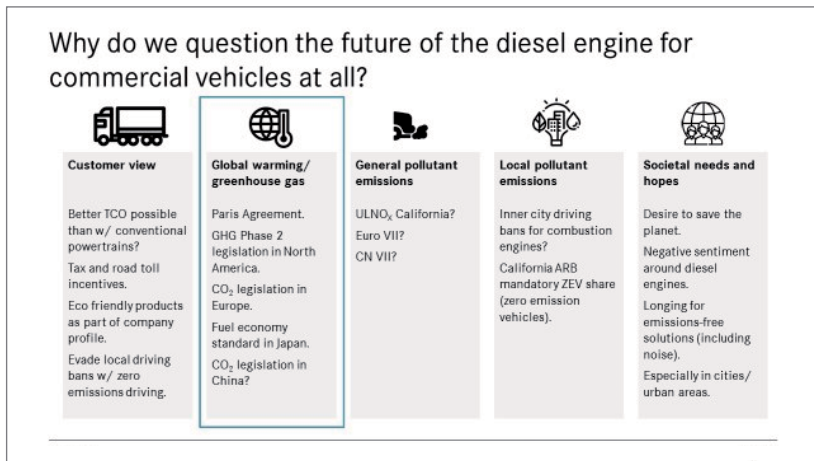 Why do we question the future of the diesel engine for
commercial vehicles at all?
Customer view
Better TCO possible
than w/ conventional
powertrains?
Tax and road toll
incentives.
Eco friendly products
as part of company
profile.
Evade local driving
bans w/ zero
emissions driving.
Global warming/
greenhouse gas
Paris Agreement.
GHG Phase 2
legislation in North
America.
CO₂ legislation in
Europe.
Fuel economy
standard in Japan.
CO₂ legislation in
China?
General pollutant
emissions
ULNOₓ California?
Euro VII?
CN VII?
Local pollutant
emissions
Inner city driving
bans for combustion
engines?
California ARB
mandatory ZEV share
(zero emission
vehicles).
Societal needs and
hopes
Desire to save the
planet.
Negative sentiment
around diesel
engines.
Longing for
emissions-free
solutions (including
noise).
Especially in cities/
urban areas.